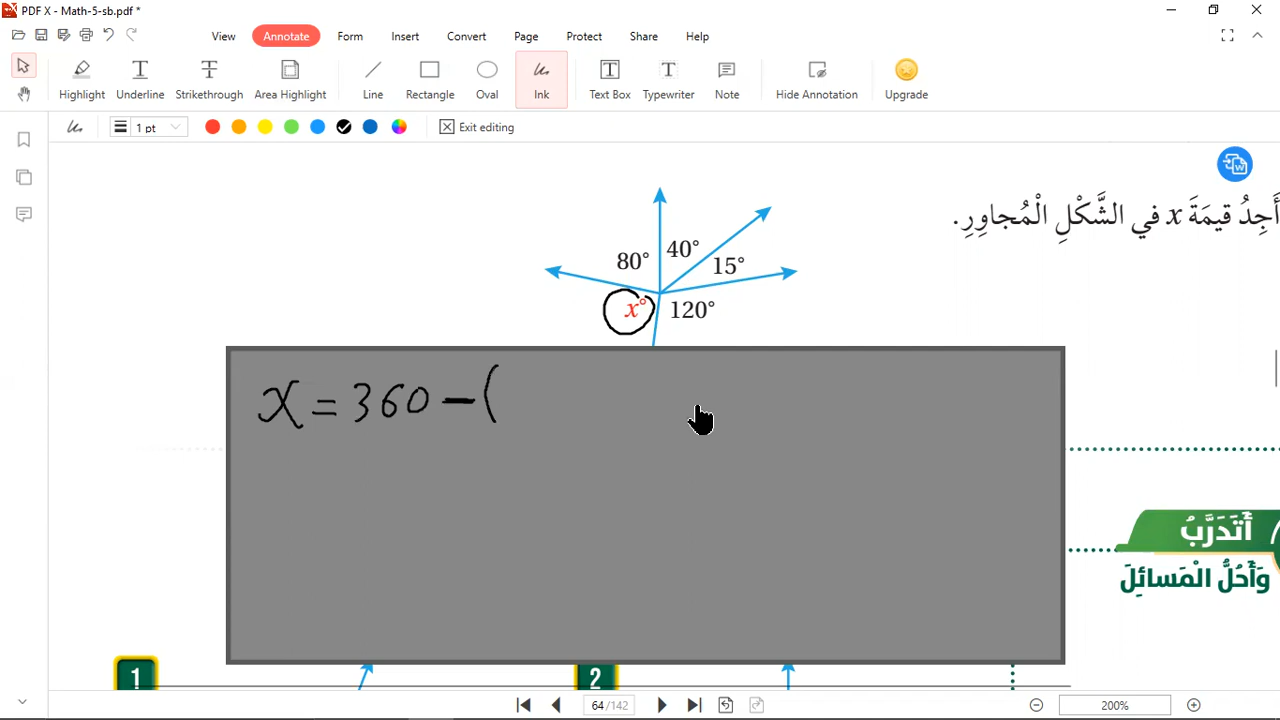 PDF X - Math-5-sb.pdf *
View Annotate Form Insert Convert Page Protect Share Help
Highlight Underline Strikethrough Area Highlight Line Rectangle Oval Ink Text Box Typewriter Note Hide Annotation Upgrade
1 pt Exit editing
أَجِدُ قيمَةَ x في الشَّكْلِ الْمُجاوِرِ.
80° 40° 15°
x° 120°
x = 360 - (
أَتَدَرَّبُ
وَأَحُلُّ الْمَسائِلَ
1 2
64 /142 200%